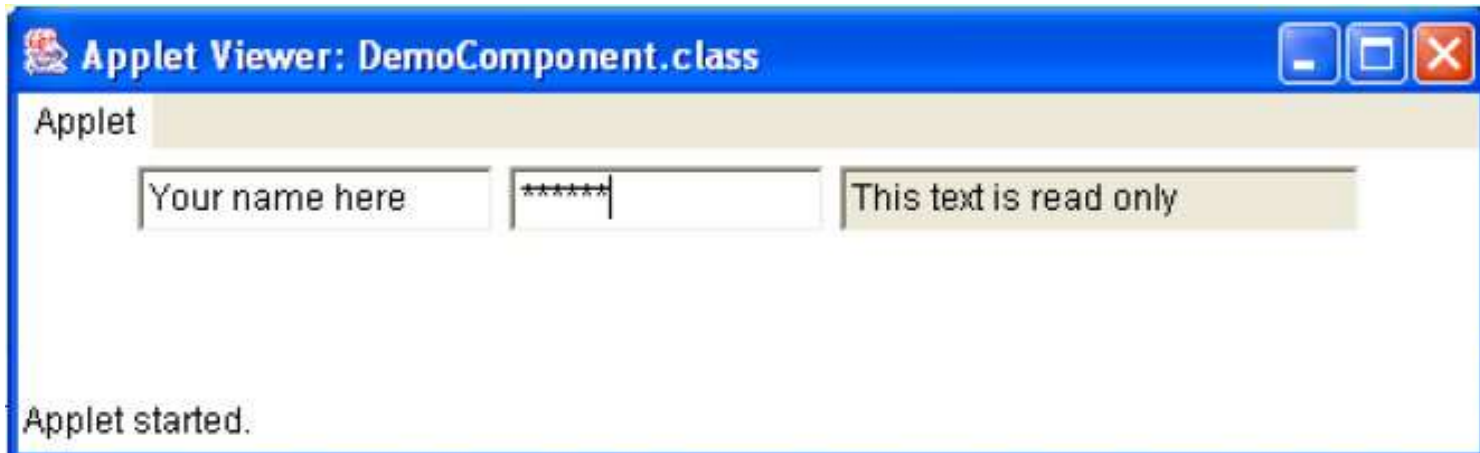 Applet Viewer: DemoComponent.class
Applet
Your name here ****** This text is read only
Applet started.